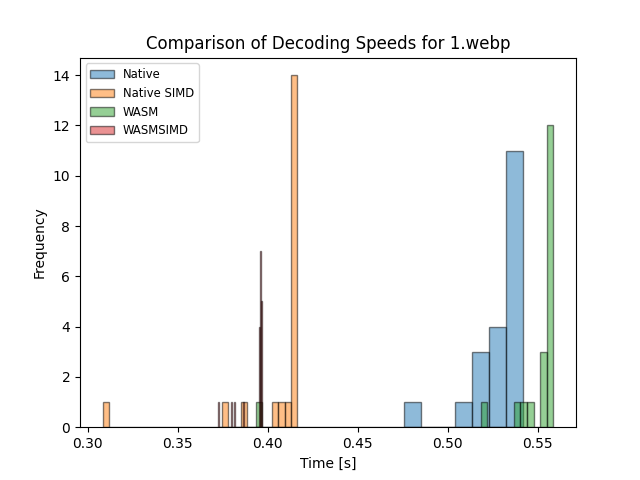 Comparison of Decoding Speeds for 1.webp
Native
Native SIMD
WASM
WASMSIMD
14
12
10
8
6
4
2
0
Frequency
0.30 0.35 0.40 0.45 0.50 0.55
Time [s]